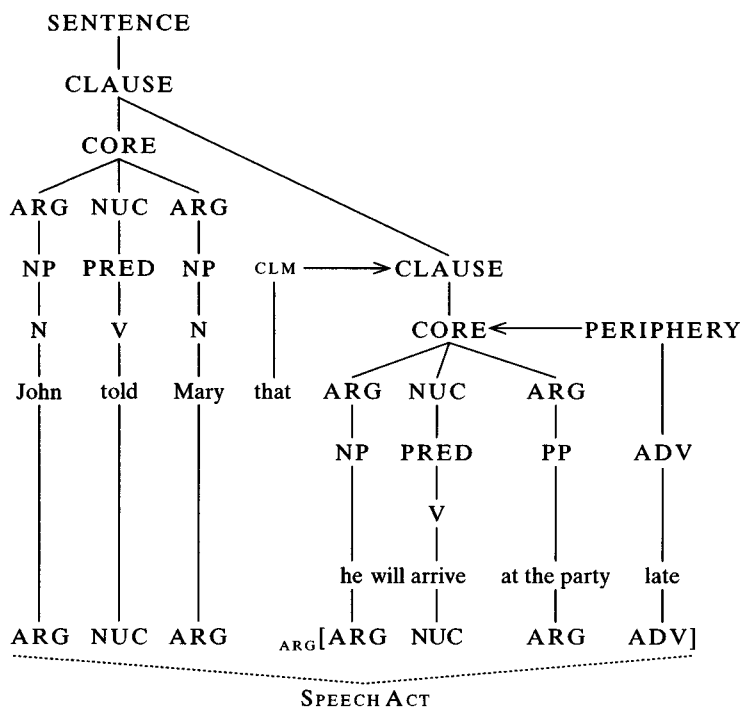 SENTENCE
CLAUSE
CORE
ARG NUC ARG
NP PRED NP CLM CLAUSE
N V N CORE PERIPHERY
John told Mary that ARG NUC ARG
NP PRED PP ADV
V
he will arrive at the party late
ARG NUC ARG ARG[ARG NUC ARG ADV]
SPEECH ACT